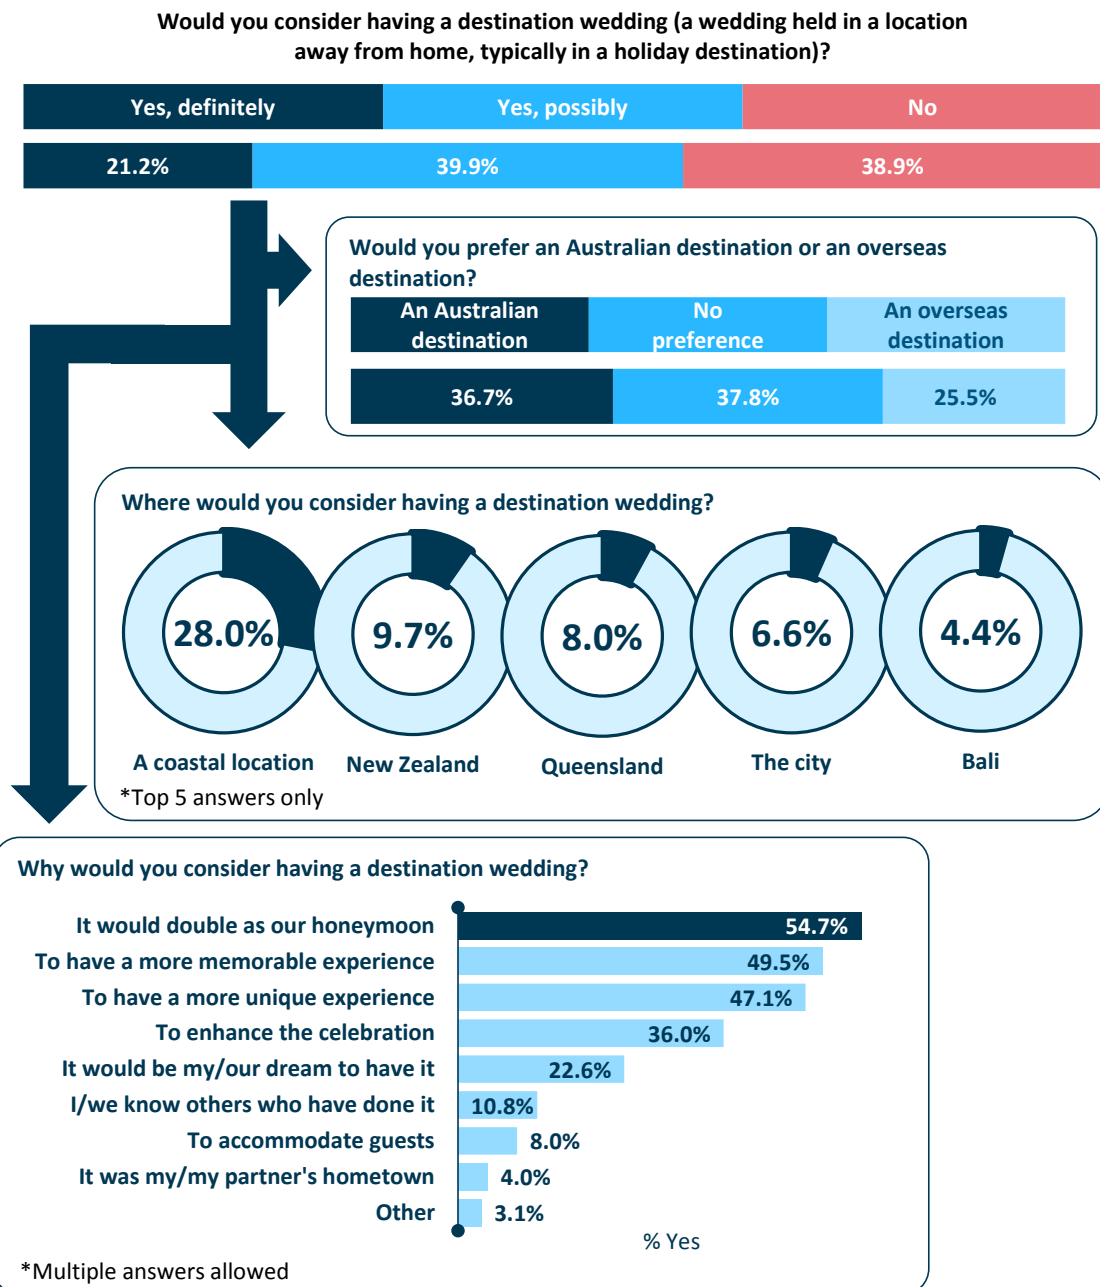 Would you consider having a destination wedding (a wedding held in a location
away from home, typically in a holiday destination)?
Yes, definitely
Yes, possibly
No
21.2%
39.9%
38.9%
Would you prefer an Australian destination or an overseas
destination?
An Australian
destination
No
preference
An overseas
destination
36.7%
37.8%
25.5%
Where would you consider having a destination wedding?
28.0%
9.7%
8.0%
6.6%
4.4%
A coastal location
New Zealand
Queensland
The city
Bali
*Top 5 answers only
Why would you consider having a destination wedding?
It would double as our honeymoon 54.7%
To have a more memorable experience 49.5%
To have a more unique experience 47.1%
To enhance the celebration 36.0%
It would be my/our dream to have it 22.6%
I/we know others who have done it 10.8%
To accommodate guests 8.0%
It was my/my partner's hometown 4.0%
Other 3.1%
% Yes
*Multiple answers allowed